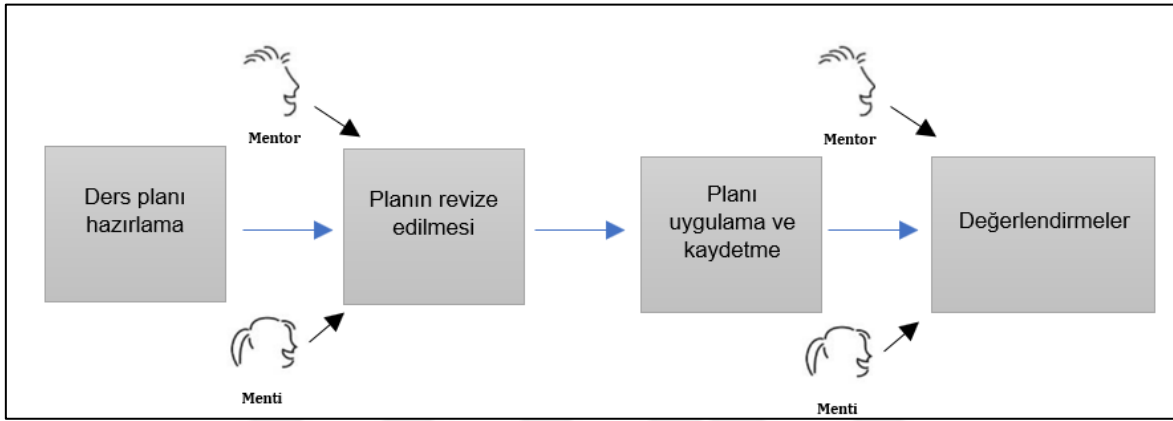 Mentor
Mentor
Ders planı
hazırlama
Planın revize
edilmesi
Planı
uygulama ve
kaydetme
Değerlendirmeler
Menti
Menti